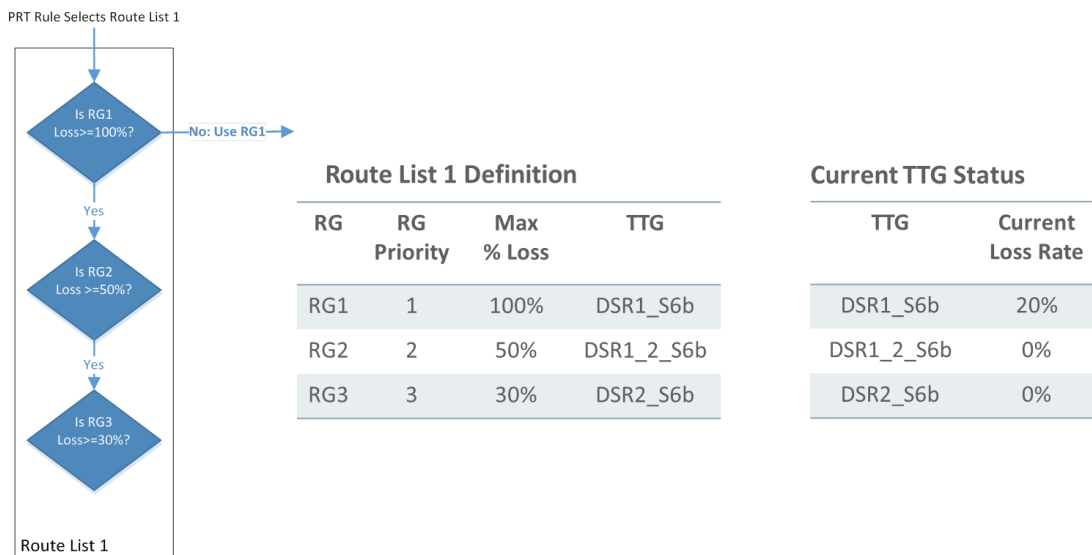 PRT Rule Selects Route List 1
Is RG1
Loss>=100%?
No: Use RG1
Yes
Is RG2
Loss >=50%?
Yes
Is RG3
Loss>=30%?
Route List 1
Route List 1 Definition
RG RG Priority Max % Loss TTG
RG1 1 100% DSR1_S6b
RG2 2 50% DSR1_2_S6b
RG3 3 30% DSR2_S6b
Current TTG Status
TTG Current Loss Rate
DSR1_S6b 20%
DSR1_2_S6b 0%
DSR2_S6b 0%